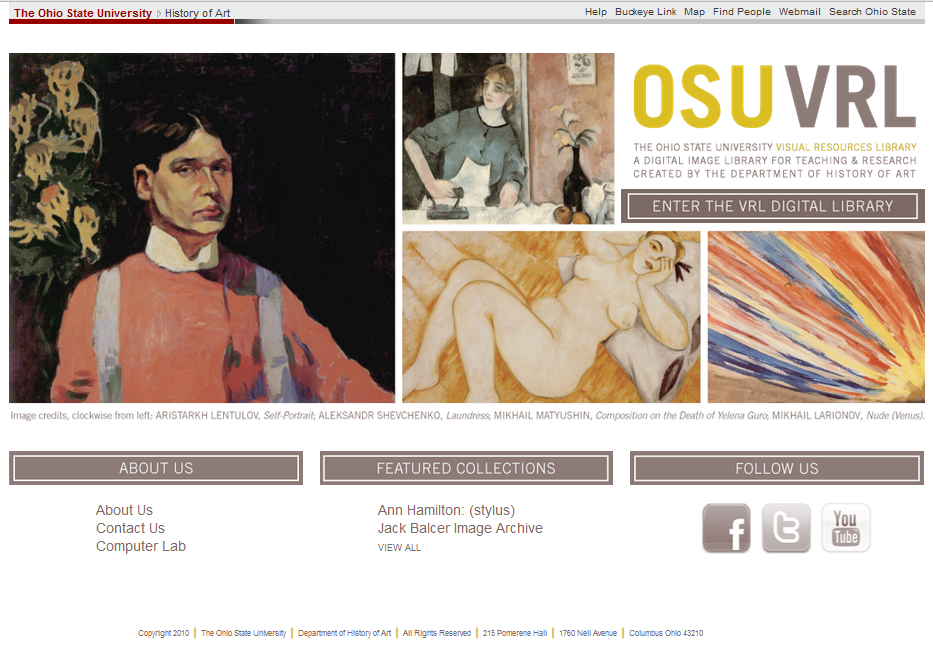 The Ohio State University ▷ History of Art
Help Buckeye Link Map Find People Webmail Search Ohio State
26
OSUVRL
THE OHIO STATE UNIVERSITY VISUAL RESOURCES LIBRARY
A DIGITAL IMAGE LIBRARY FOR TEACHING & RESEARCH
CREATED BY THE DEPARTMENT OF HISTORY OF ART
ENTER THE VRL DIGITAL LIBRARY
Image credits, clockwise from left: ARISTARKH LENTULOV, Self-Portrait; ALEKSANDR SHEVCHENKO, Laundress; MIKHAIL MATYUSHIN, Composition on the Death of Yelena Guro; MIKHAIL LARIONOV, Nude (Venus).
ABOUT US
About Us
Contact Us
Computer Lab
FEATURED COLLECTIONS
Ann Hamilton: (stylus)
Jack Balcer Image Archive
VIEW ALL
FOLLOW US
f
t
You
Tube
Copyright 2010 | The Ohio State University | Department of History of Art | All Rights Reserved | 215 Pomerene Hall | 1760 Neil Avenue | Columbus Ohio 43210